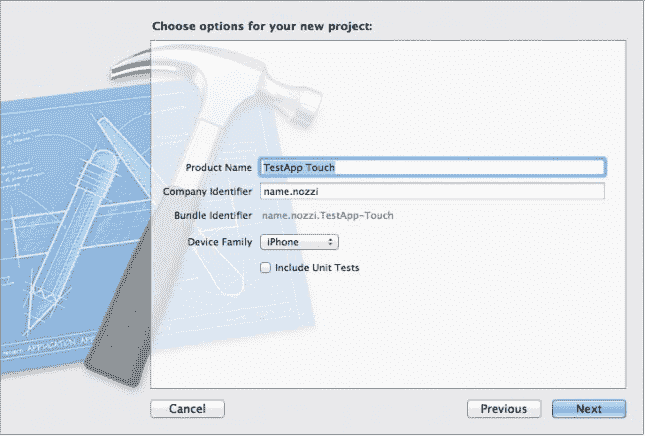 Choose options for your new project:
Product Name TestApp Touch
Company Identifier name.nozzi
Bundle Identifier name.nozzi.TestApp-Touch
Device Family iPhone
Include Unit Tests
APPLICATION
Cancel Previous Next